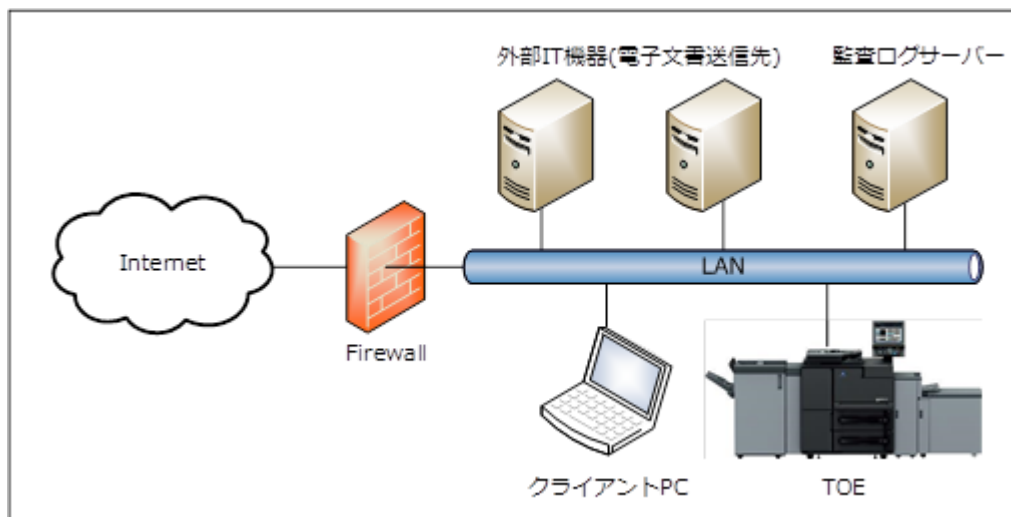 外部IT機器(電子文書送信先)
監査ログサーバー
Internet
LAN
Firewall
クライアントPC
TOE